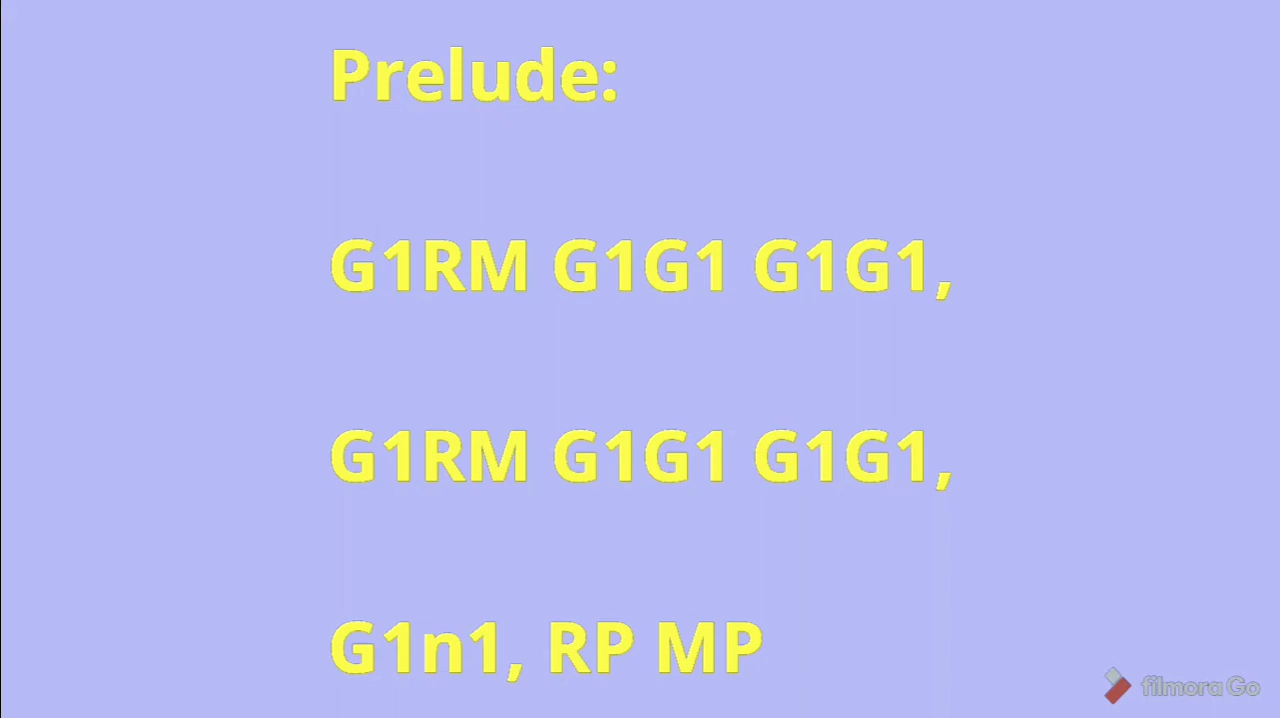 Prelude:
G1RM G1G1 G1G1,
G1RM G1G1 G1G1,
G1n1, RP MP
filmora Go